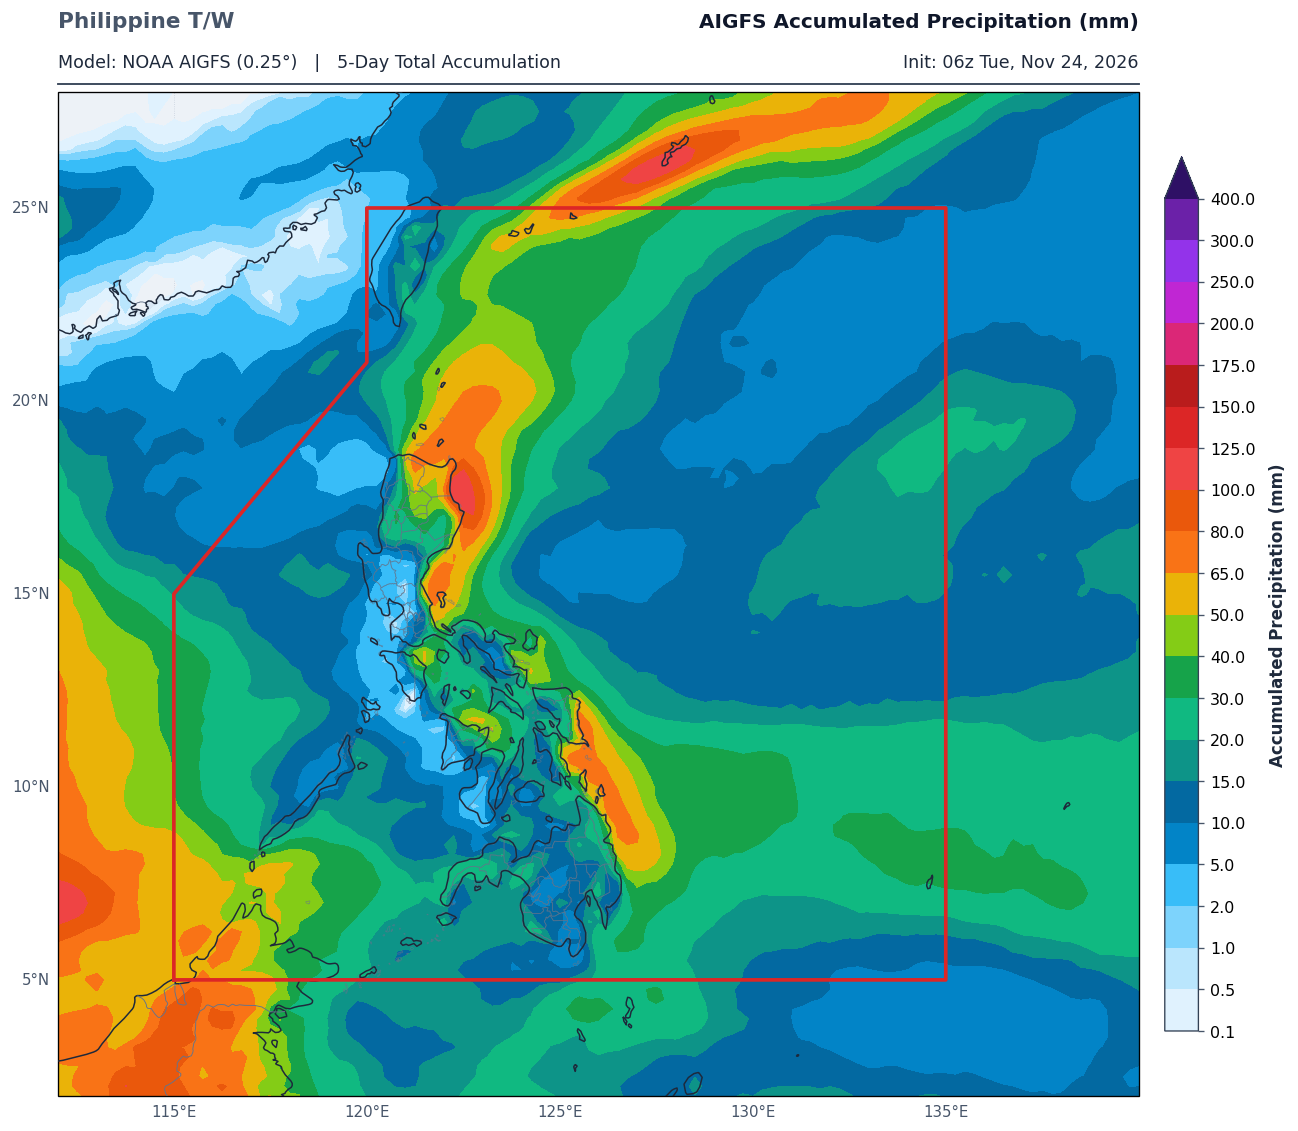 Philippine T/W
AIGFS Accumulated Precipitation (mm)
Model: NOAA AIGFS (0.25°) | 5-Day Total Accumulation
Init: 06z Tue, Nov 24, 2026
25°N
20°N
15°N
10°N
5°N
115°E
120°E
125°E
130°E
135°E
400.0
300.0
250.0
200.0
175.0
150.0
125.0
100.0
80.0
65.0
50.0
40.0
30.0
20.0
15.0
10.0
5.0
2.0
1.0
0.5
0.1
Accumulated Precipitation (mm)